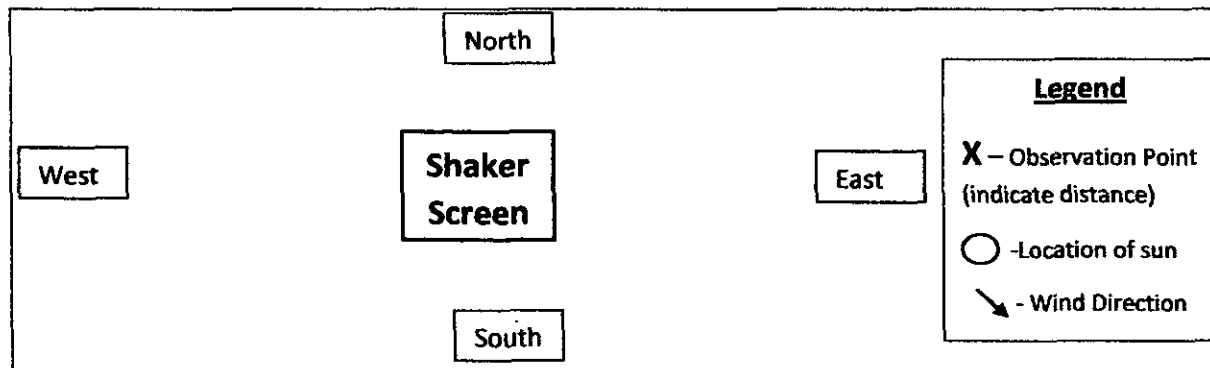 North
Legend
West
Shaker
Screen
East
X – Observation Point
(indicate distance)
-Location of sun
- Wind Direction
South